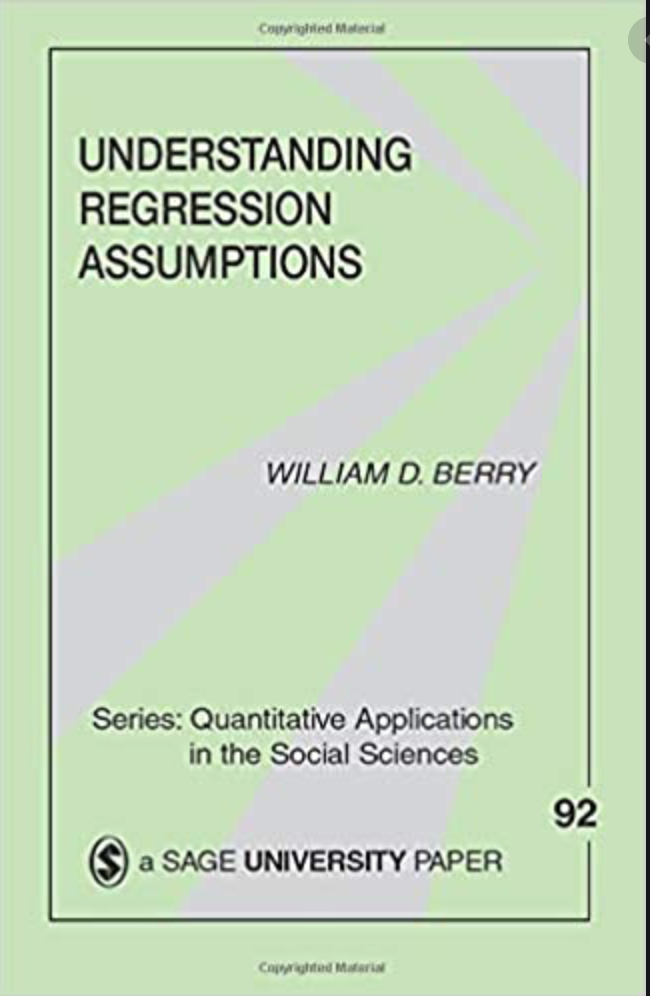 Copyrighted Material
UNDERSTANDING
REGRESSION
ASSUMPTIONS
WILLIAM D. BERRY
Series: Quantitative Applications
in the Social Sciences
92
a SAGE UNIVERSITY PAPER
Copyrighted Material